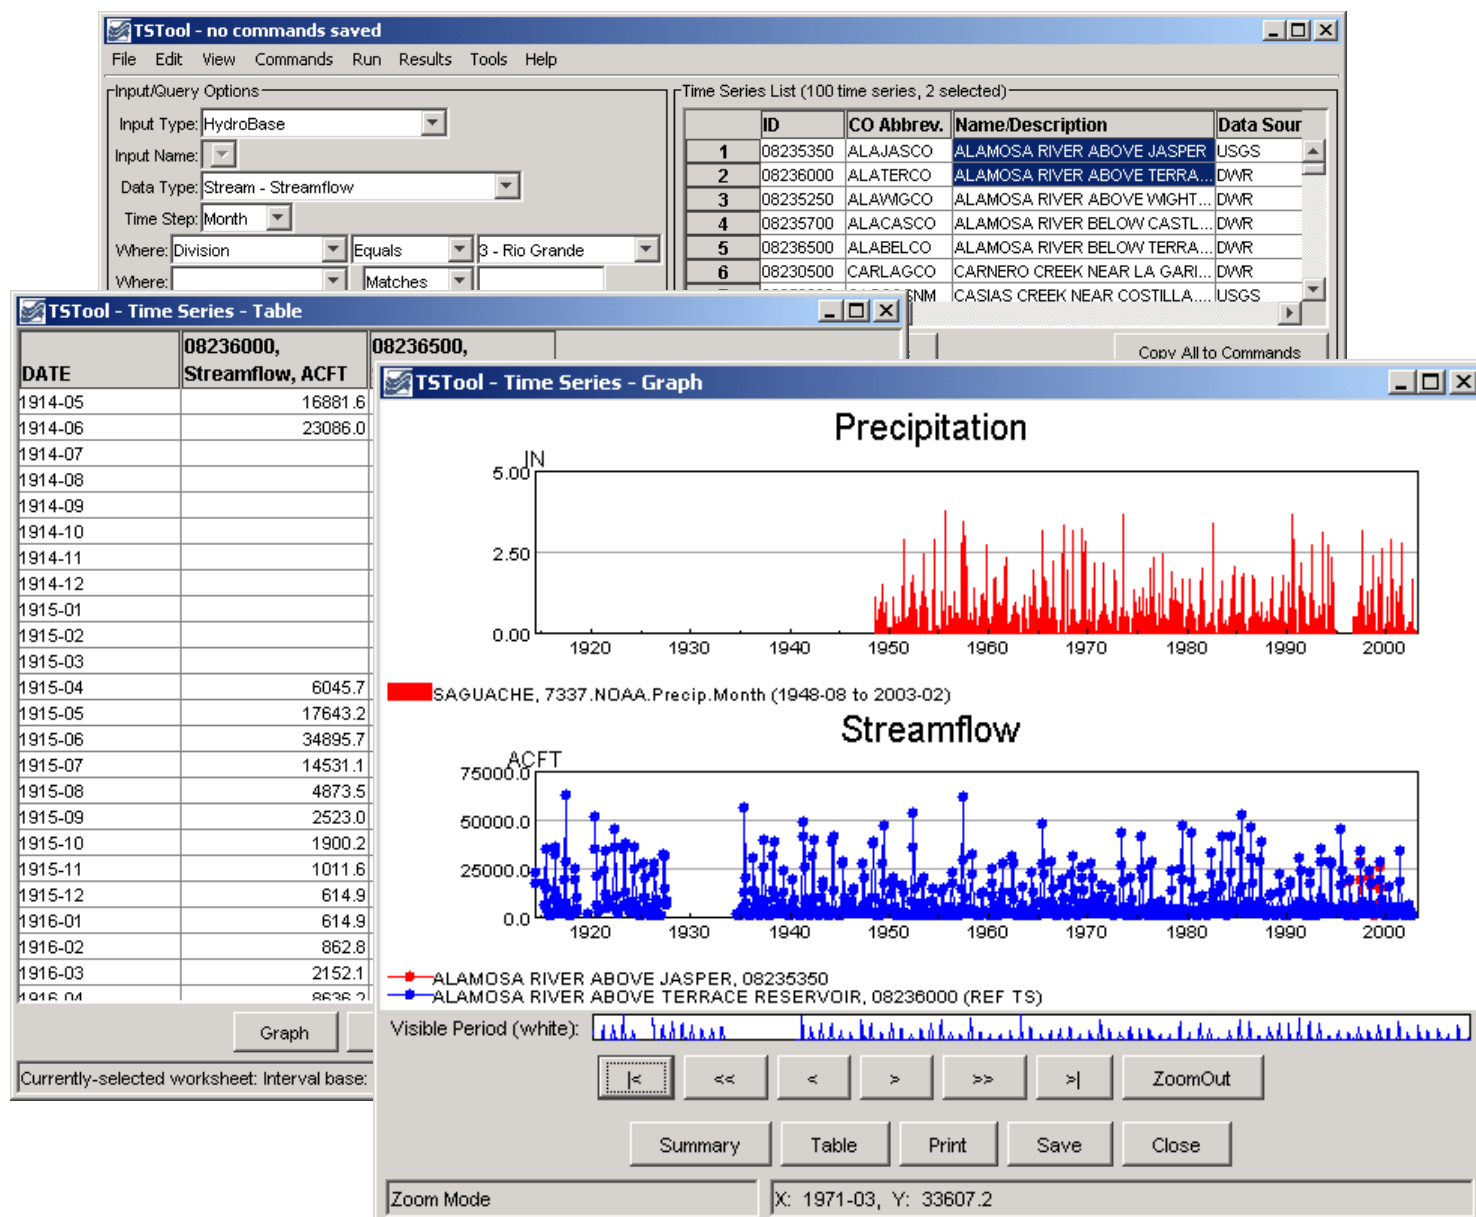 TSTool - no commands saved
File Edit View Commands Run Results Tools Help
Input/Query Options
Input Type: HydroBase
Input Name:
Data Type: Stream - Streamflow
Time Step: Month
Where: Division Equals 3 - Rio Grande
Where: Matches
Time Series List (100 time series, 2 selected)
ID CO Abbrev. Name/Description Data Sour
1 08235350 ALAJASCO ALAMOSA RIVER ABOVE JASPER USGS
2 08236000 ALATERCO ALAMOSA RIVER ABOVE TERRA... DWR
3 08235250 ALAWIGCO ALAMOSA RIVER ABOVE WIGHT... DWR
4 08235700 ALACASCO ALAMOSA RIVER BELOW CASTL... DWR
5 08236500 ALABELCO ALAMOSA RIVER BELOW TERRA... DWR
6 08230500 CARLAGCO CARNERO CREEK NEAR LA GARI... DWR
CASIAS CREEK NEAR COSTILLA.... USGS
Copy All to Commands
TSTool - Time Series - Table
DATE 08236000, Streamflow, ACFT 08236500,
1914-05 16881.6
1914-06 23086.0
1914-07
1914-08
1914-09
1914-10
1914-11
1914-12
1915-01
1915-02
1915-03
1915-04 6045.7
1915-05 17643.2
1915-06 34895.7
1915-07 14531.1
1915-08 4873.5
1915-09 2523.0
1915-10 1900.2
1915-11 1011.6
1915-12 614.9
1916-01 614.9
1916-02 862.8
1916-03 2152.1
1916-04 8636.2
Graph
Currently-selected worksheet: Interval base:
TSTool - Time Series - Graph
Precipitation
IN
5.00
2.50
0.00
1920 1930 1940 1950 1960 1970 1980 1990 2000
SAGUACHE, 7337.NOAA.Precip.Month (1948-08 to 2003-02)
Streamflow
ACFT
75000.0
50000.0
25000.0
0.0
1920 1930 1940 1950 1960 1970 1980 1990 2000
ALAMOSA RIVER ABOVE JASPER, 08235350
ALAMOSA RIVER ABOVE TERRACE RESERVOIR, 08236000 (REF TS)
Visible Period (white):
|< << < > >> >| ZoomOut
Summary Table Print Save Close
Zoom Mode X: 1971-03, Y: 33607.2